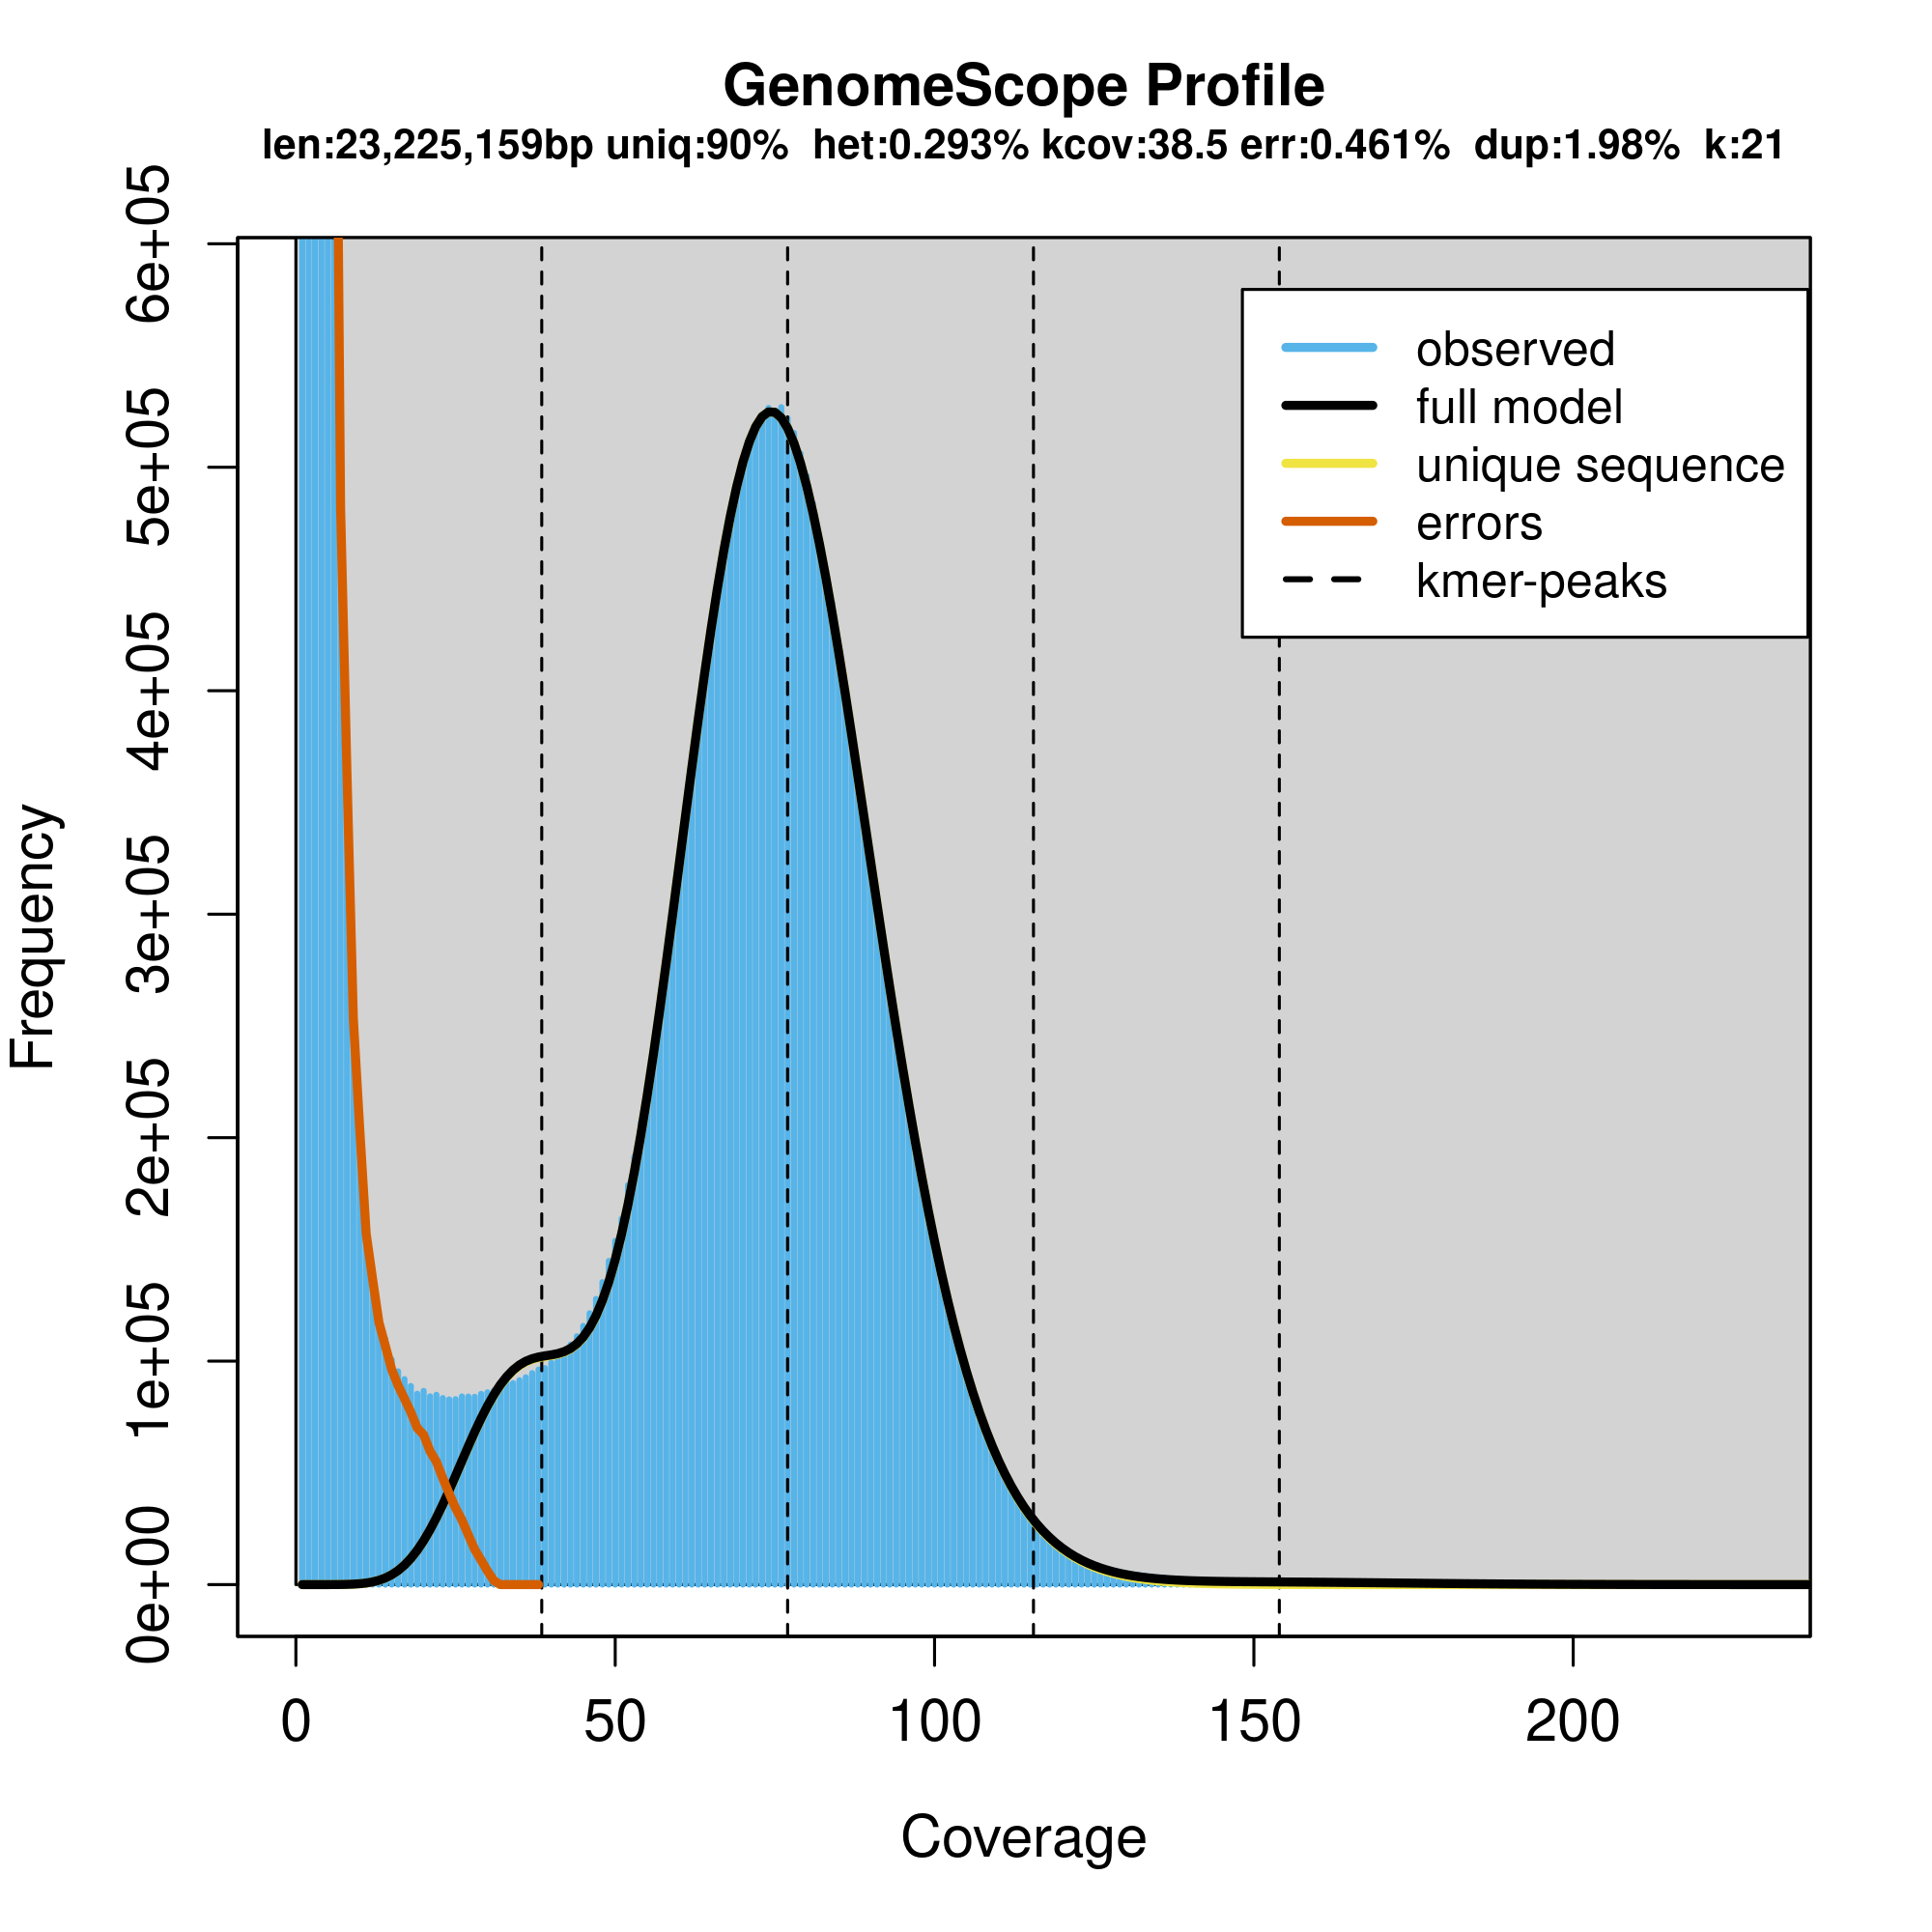 GenomeScope Profile
len:23,225,159bp uniq:90% het:0.293% kcov:38.5 err:0.461% dup:1.98% k:21
6e+05
5e+05
4e+05
3e+05
2e+05
1e+05
0e+00
Frequency
observed
full model
unique sequence
errors
kmer-peaks
0 50 100 150 200
Coverage